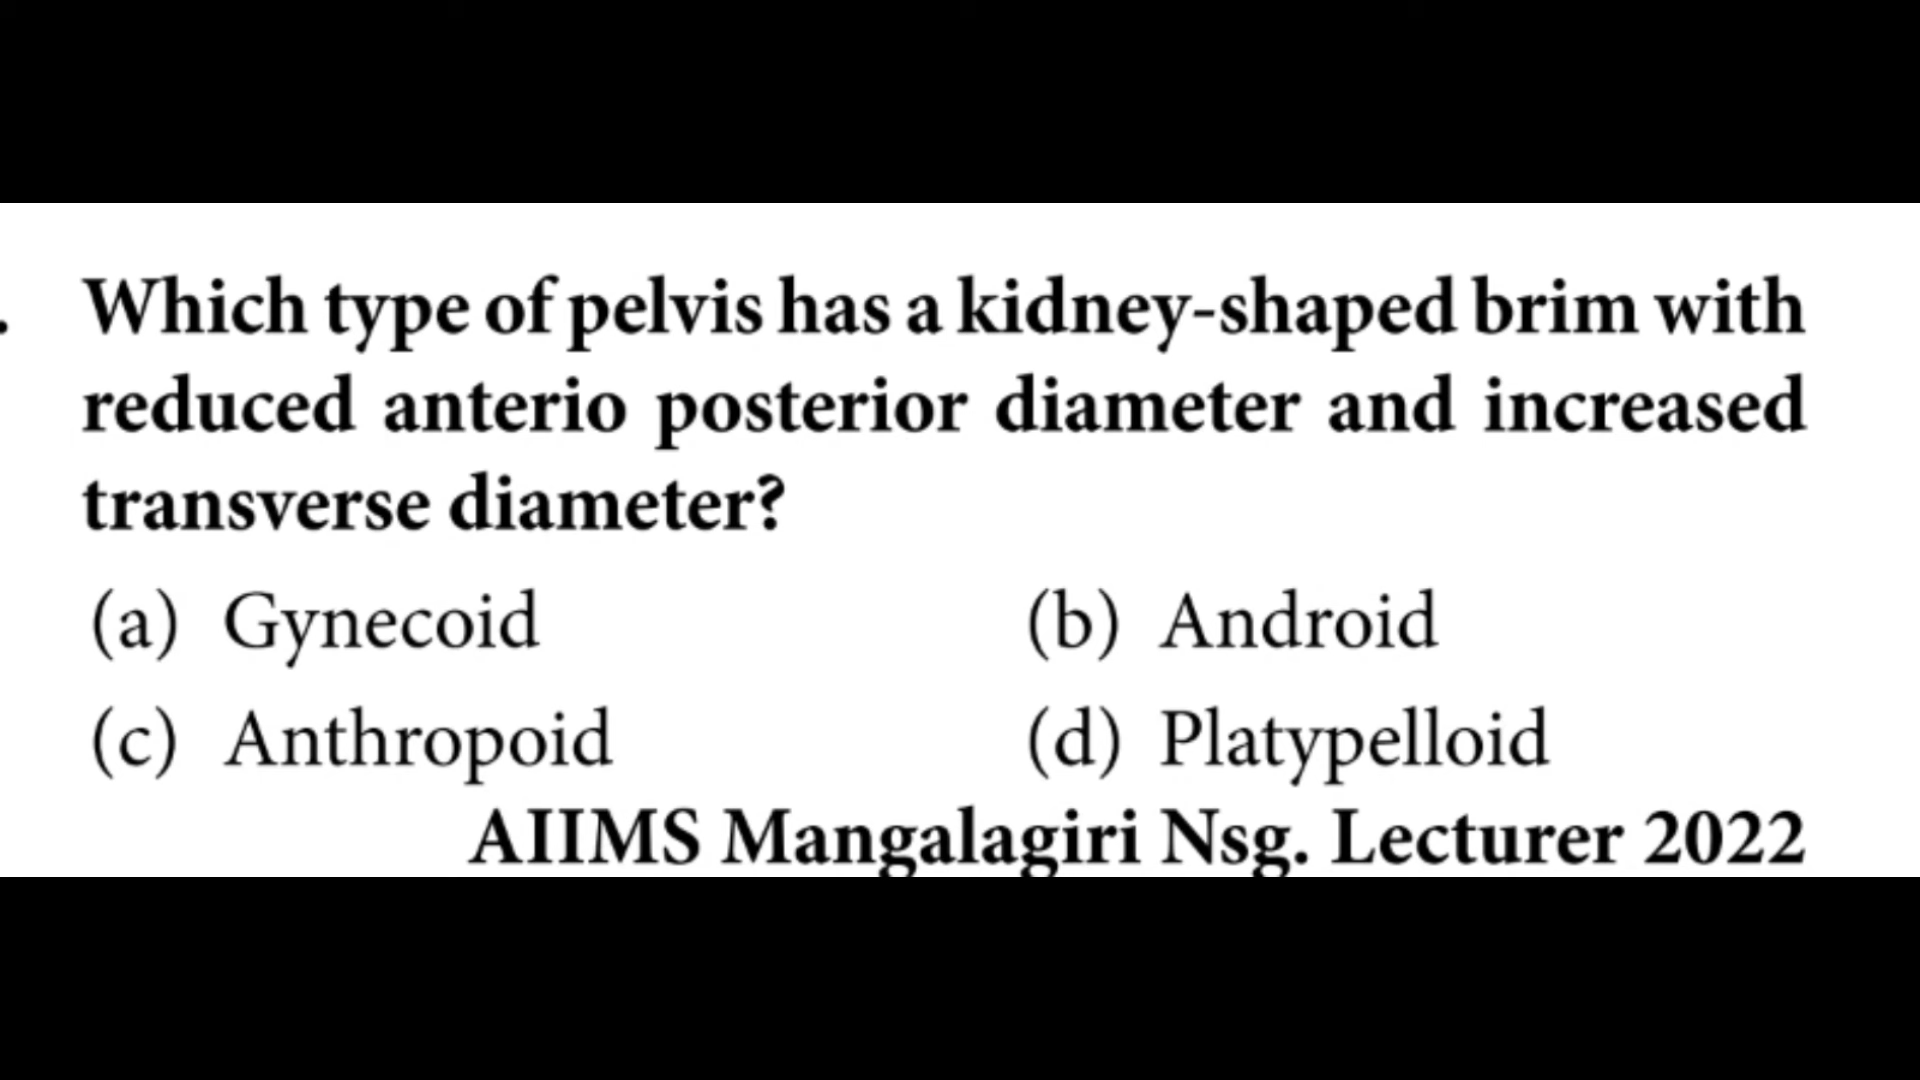 . Which type of pelvis has a kidney-shaped brim with
reduced anterio posterior diameter and increased
transverse diameter?
(a) Gynecoid (b) Android
(c) Anthropoid (d) Platypelloid
AIIMS Mangalagiri Nsg. Lecturer 2022